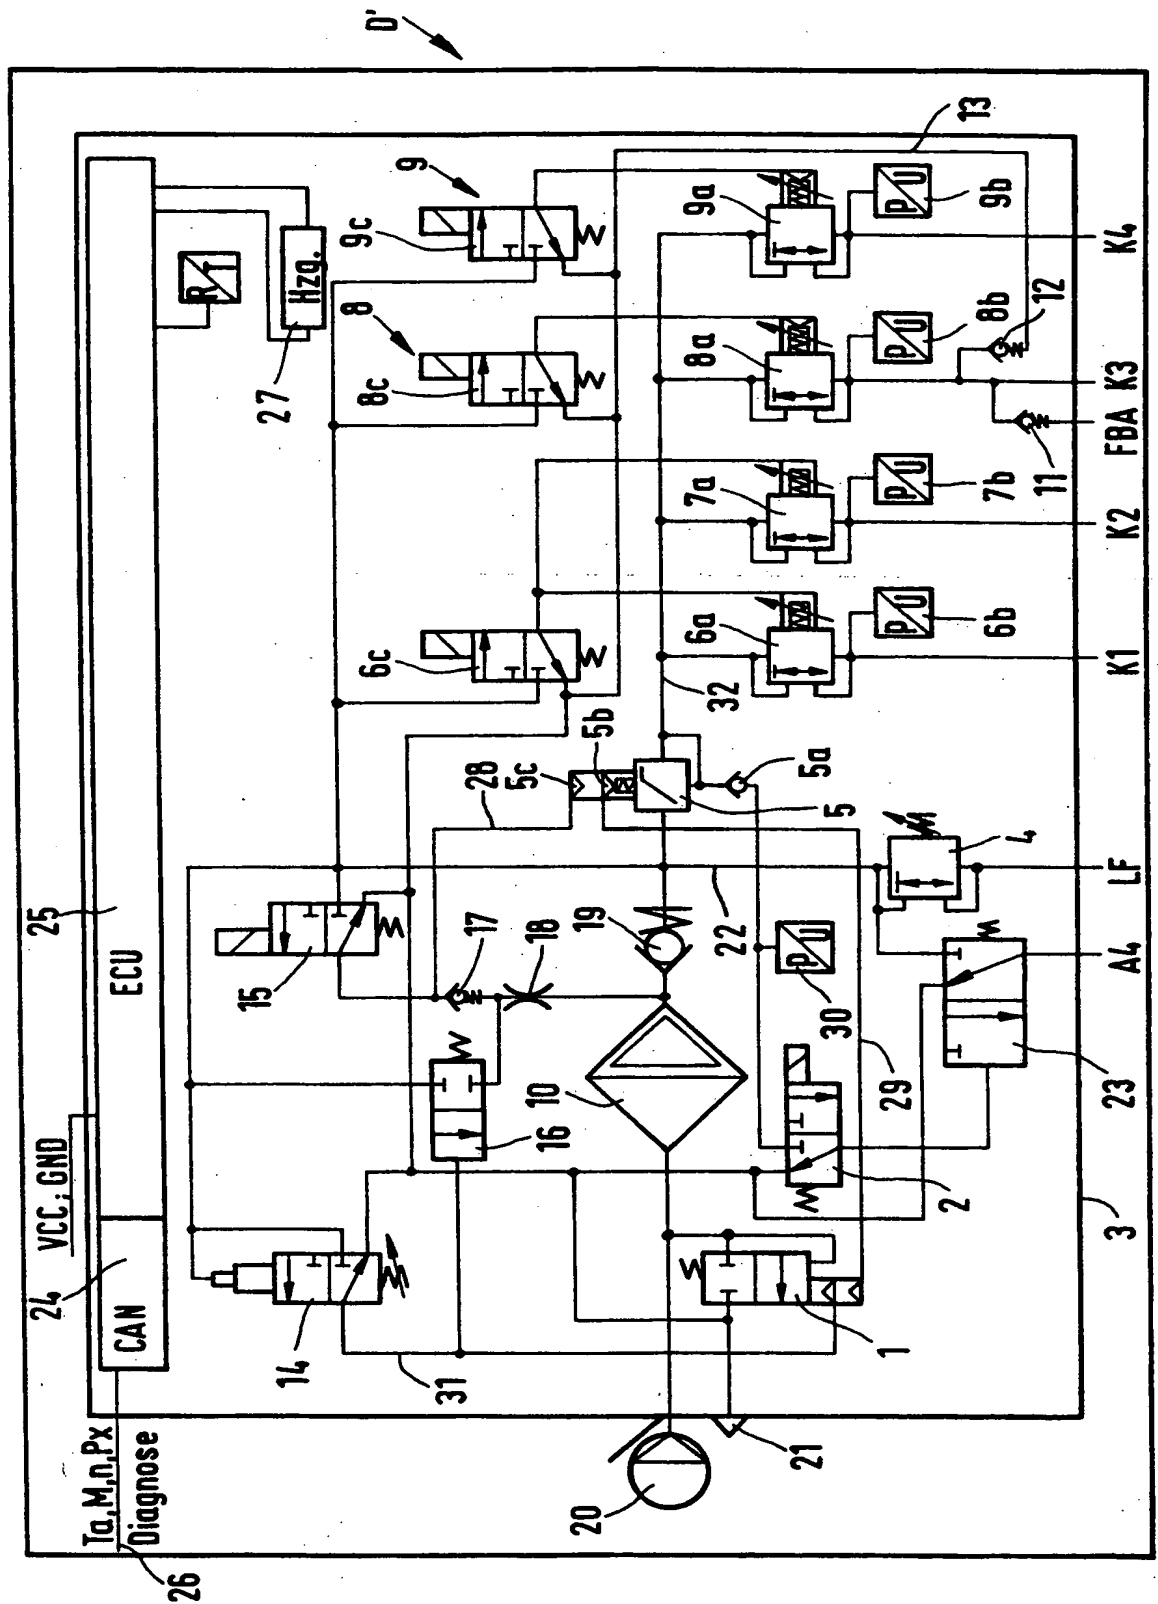 D'
Ta,M,n,Px
Diagnose
26
CAN
24
VCC; GND
25
ECU
R
T
Hzg.
27
14
31
15
16
17
18
28
5c
5b
6c
8
8c
9
9c
13
20
21
10
19
22
32
5
5a
6a
7a
8a
9a
P
U
6b
P
U
7b
P
U
8b
P
U
9b
P
U
30
1
2
29
23
4
12
11
3
A4
LF
K1
K2
FBA
K3
K4